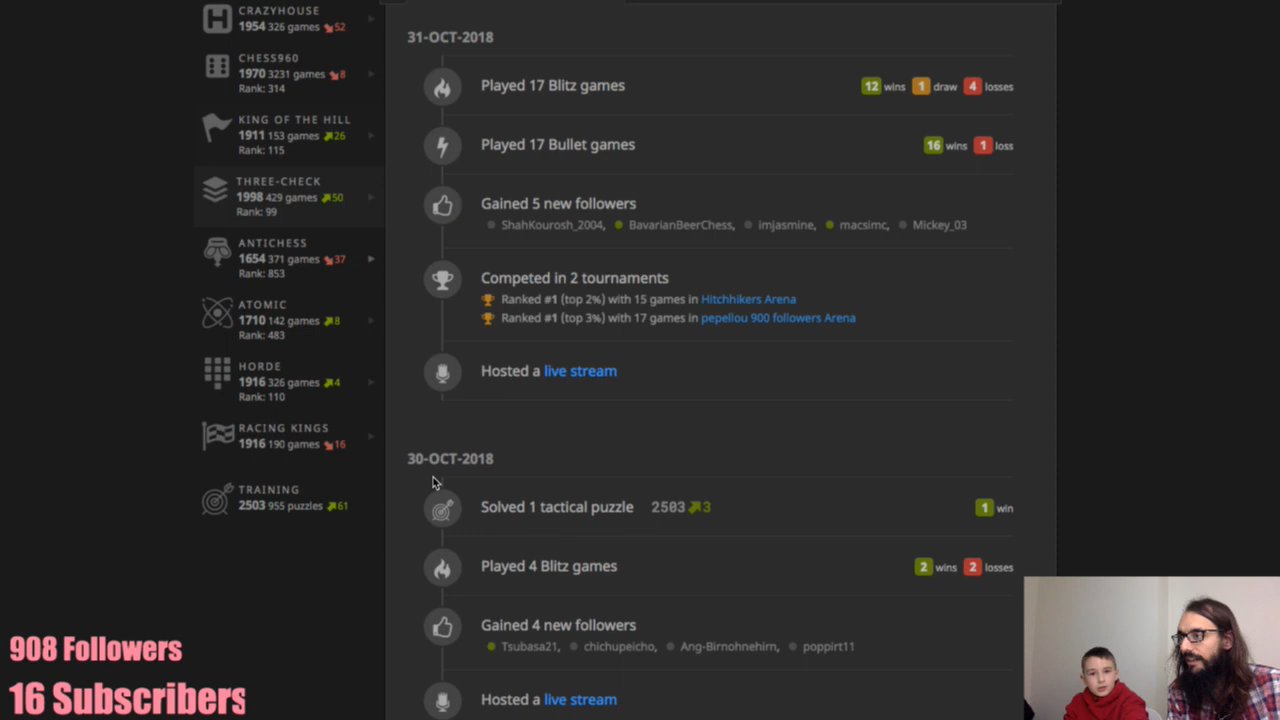 CRAZYHOUSE
1954 326 games 52
CHESS960
1970 3231 games 8
Rank: 314
KING OF THE HILL
1911 153 games 26
Rank: 115
THREE-CHECK
1998 429 games 50
Rank: 99
ANTICHESS
1654 371 games 37
Rank: 853
ATOMIC
1710 142 games 8
Rank: 483
HORDE
1916 326 games 4
Rank: 110
RACING KINGS
1916 190 games 16
TRAINING
2503 955 puzzles 61
31-OCT-2018
Played 17 Blitz games 12 wins 1 draw 4 losses
Played 17 Bullet games 16 wins 1 loss
Gained 5 new followers
ShahKourosh_2004, BavarianBeerChess, imjasmine, macsimc, Mickey_03
Competed in 2 tournaments
Ranked #1 (top 2%) with 15 games in Hitchhikers Arena
Ranked #1 (top 3%) with 17 games in pepellou 900 followers Arena
Hosted a live stream
30-OCT-2018
Solved 1 tactical puzzle 2503 3 1 win
Played 4 Blitz games 2 wins 2 losses
Gained 4 new followers
Tsubasa21, chichupeicho, Ang-Birnohnehirn, poppirt11
Hosted a live stream
908 Followers
16 Subscribers